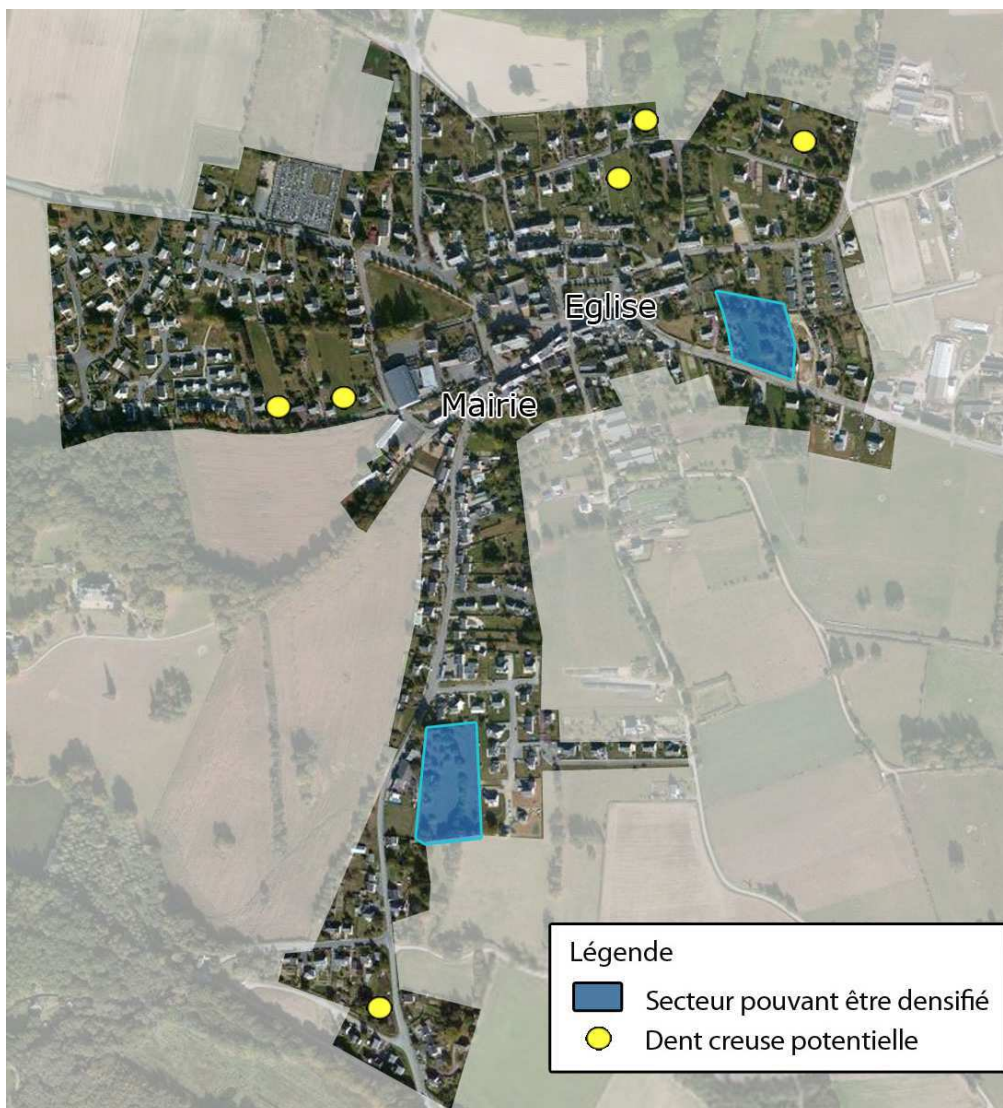 Eglise
Mairie
Légende
Secteur pouvant être densifié
Dent creuse potentielle